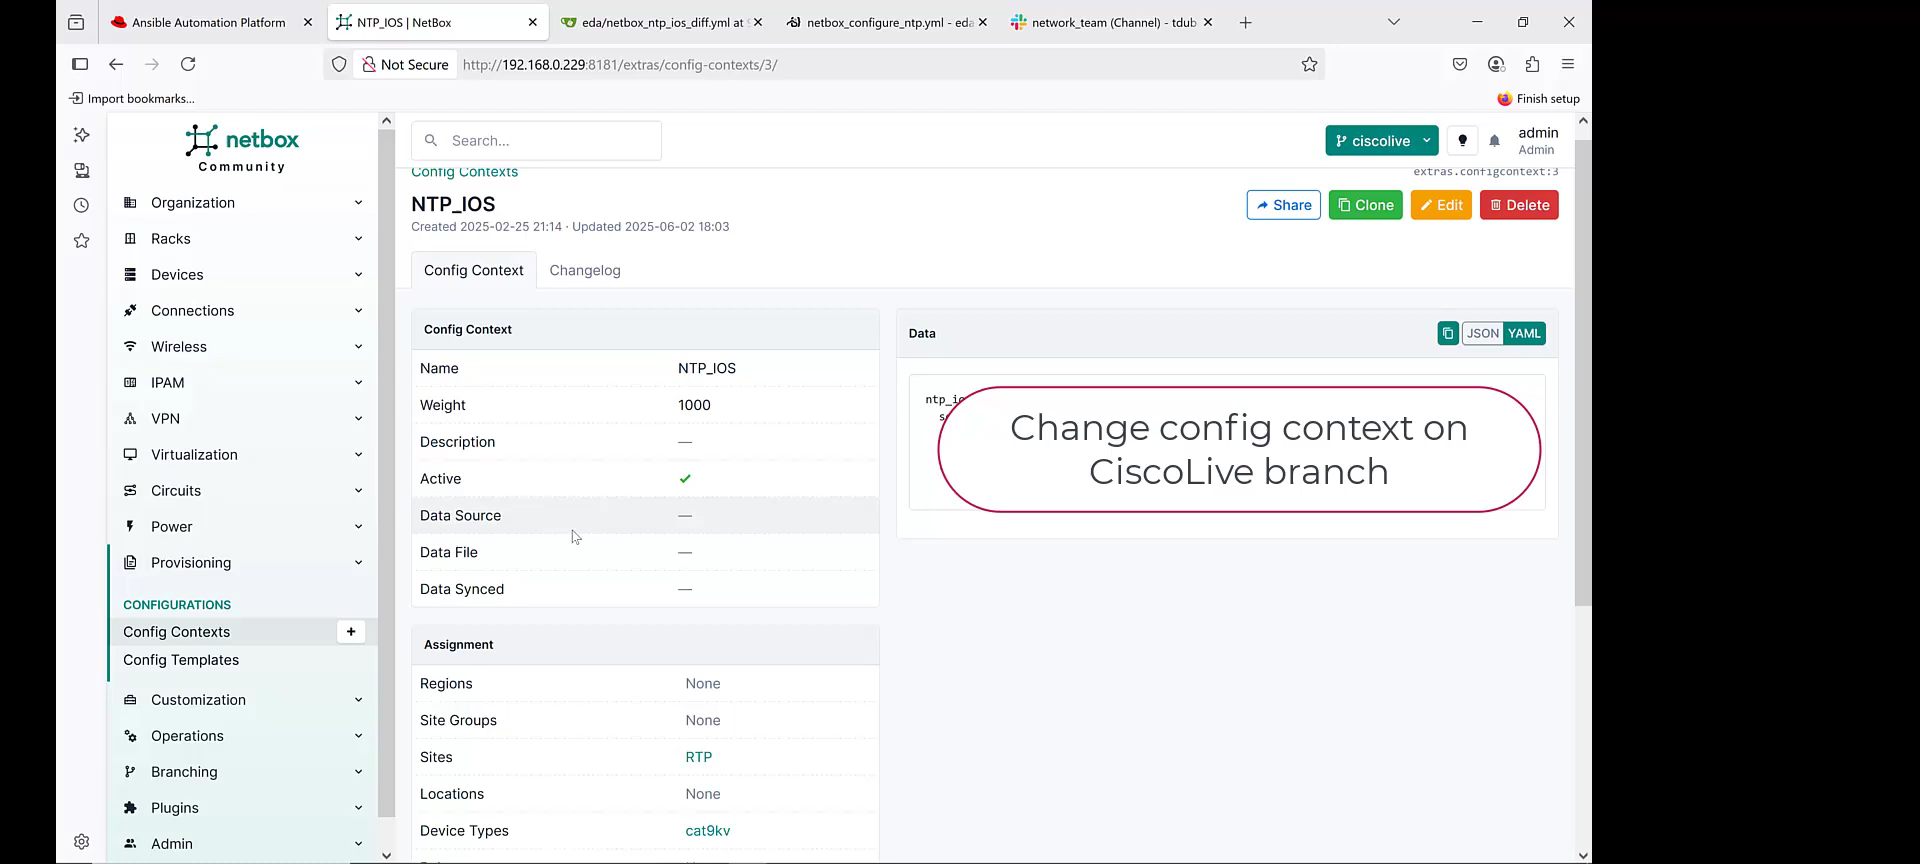 Ansible Automation Platform
NTP_IOS | NetBox
eda/netbox_ntp_ios_diff.yml at
netbox_configure_ntp.yml - eda
network_team (Channel) - tdub
Not Secure
http://192.168.0.229:8181/extras/config-contexts/3/
Import bookmarks...
Finish setup
netbox
Community
Search...
ciscolive
admin
Admin
Config Contexts
extras.configcontext:3
NTP_IOS
Share
Clone
Edit
Delete
Created 2025-02-25 21:14 · Updated 2025-06-02 18:03
Config Context
Changelog
Organization
Racks
Devices
Connections
Wireless
IPAM
VPN
Virtualization
Circuits
Power
Provisioning
CONFIGURATIONS
Config Contexts
+
Config Templates
Customization
Operations
Branching
Plugins
Admin
Config Context
Name NTP_IOS
Weight 1000
Description —
Active ✓
Data Source —
Data File —
Data Synced —
Assignment
Regions None
Site Groups None
Sites RTP
Locations None
Device Types cat9kv
Data
JSON YAML
Change config context on
CiscoLive branch